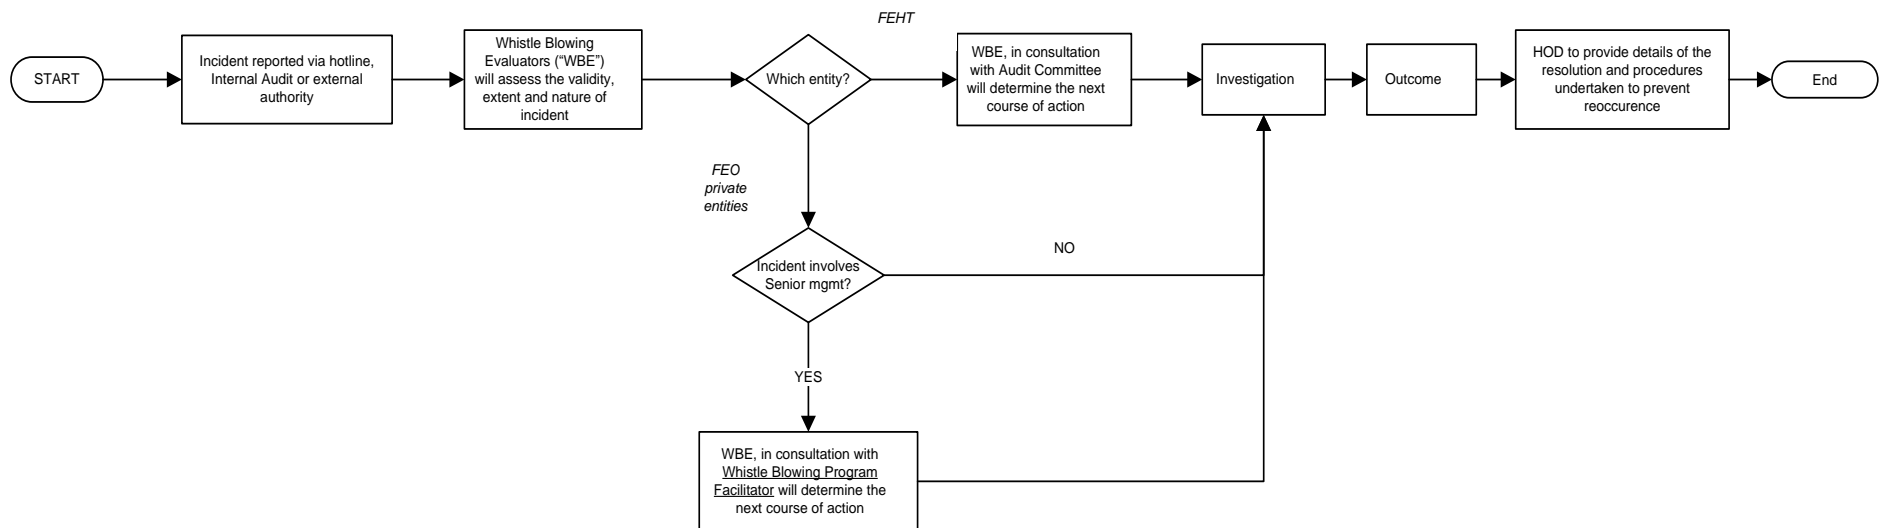 FEHT
START
Incident reported via hotline,
Internal Audit or external
authority
Whistle Blowing
Evaluators (“WBE”)
will assess the validity,
extent and nature of
incident
Which entity?
WBE, in consultation
with Audit Committee
will determine the next
course of action
Investigation
Outcome
HOD to provide details of the
resolution and procedures
undertaken to prevent
reoccurence
End
FEO
private
entities
Incident involves
Senior mgmt?
NO
YES
WBE, in consultation with
Whistle Blowing Program
Facilitator will determine the
next course of action